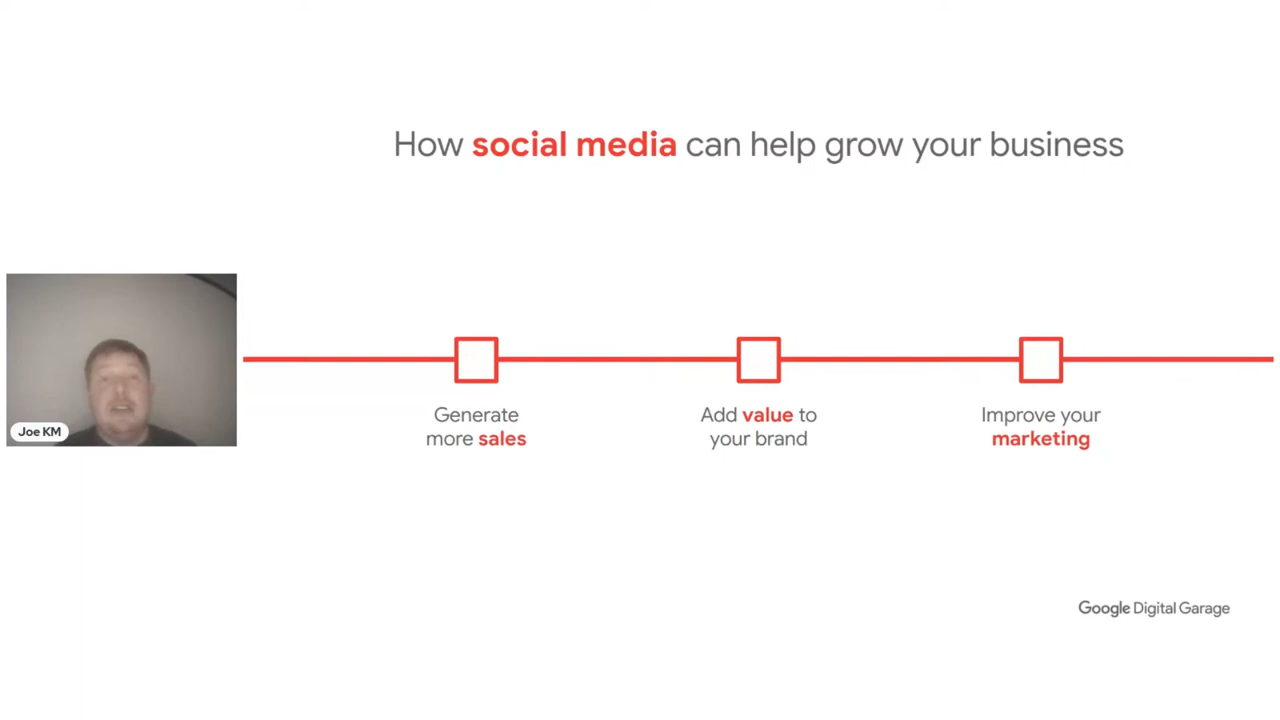 How social media can help grow your business
Joe KM
Generate
more sales
Add value to
your brand
Improve your
marketing
Google Digital Garage